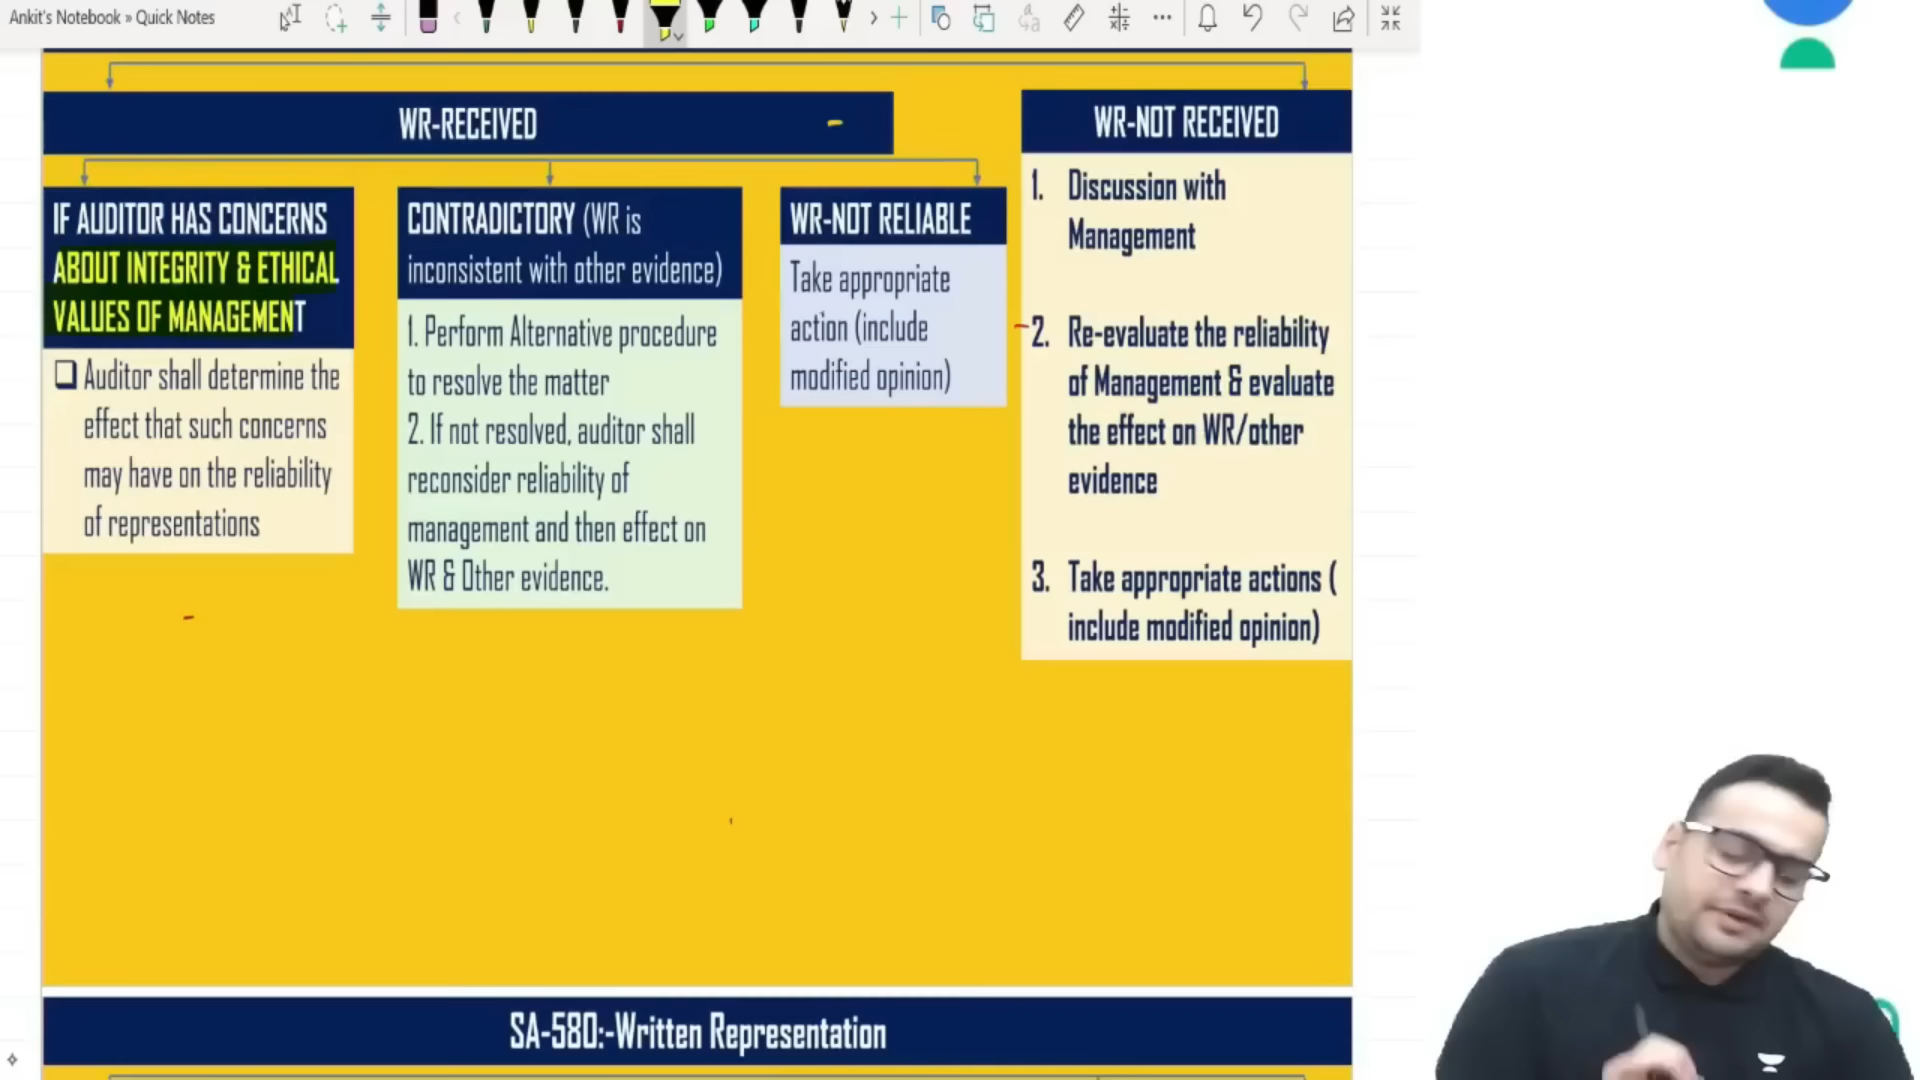 Ankit's Notebook » Quick Notes
WR-RECEIVED
WR-NOT RECEIVED
IF AUDITOR HAS CONCERNS
ABOUT INTEGRITY & ETHICAL
VALUES OF MANAGEMENT
❑ Auditor shall determine the
effect that such concerns
may have on the reliability
of representations
CONTRADICTORY (WR is
inconsistent with other evidence)
1. Perform Alternative procedure
to resolve the matter
2. If not resolved, auditor shall
reconsider reliability of
management and then effect on
WR & Other evidence.
WR-NOT RELIABLE
Take appropriate
action (include
modified opinion)
1. Discussion with
Management
2. Re-evaluate the reliability
of Management & evaluate
the effect on WR/other
evidence
3. Take appropriate actions (
include modified opinion)
SA-580:-Written Representation